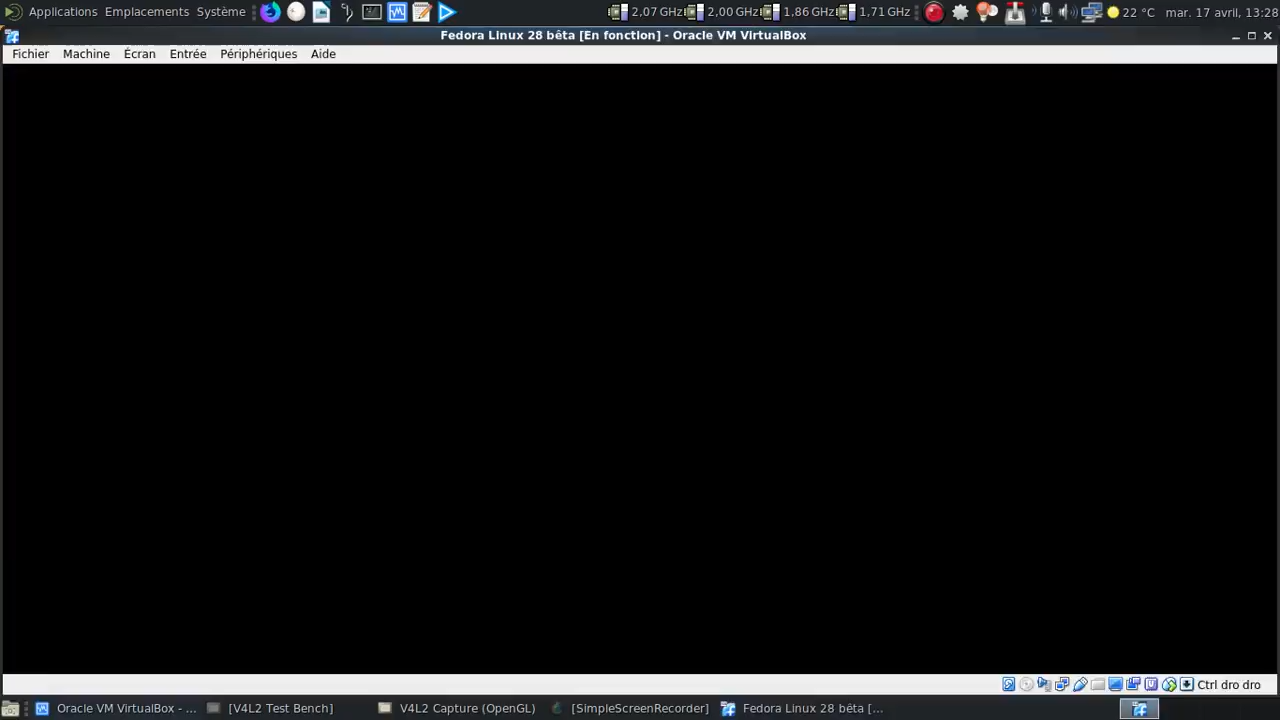 Applications Emplacements Système 2,07 GHz 2,00 GHz 1,86 GHz 1,71 GHz 22 °C mar. 17 avril, 13:28
Fedora Linux 28 bêta [En fonction] - Oracle VM VirtualBox
Fichier Machine Écran Entrée Périphériques Aide
Ctrl dro dro
Oracle VM VirtualBox - ... [V4L2 Test Bench] V4L2 Capture (OpenGL) [SimpleScreenRecorder] Fedora Linux 28 bêta [...